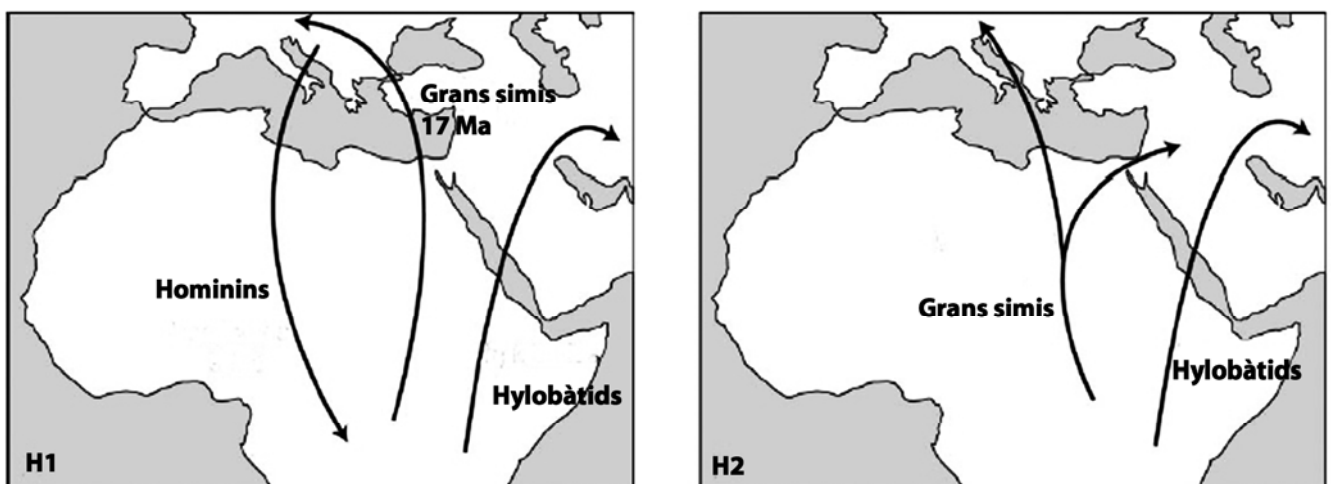 Grans simis
17 Ma
Hominins
Hylobàtids
H1
Grans simis
Hylobàtids
H2